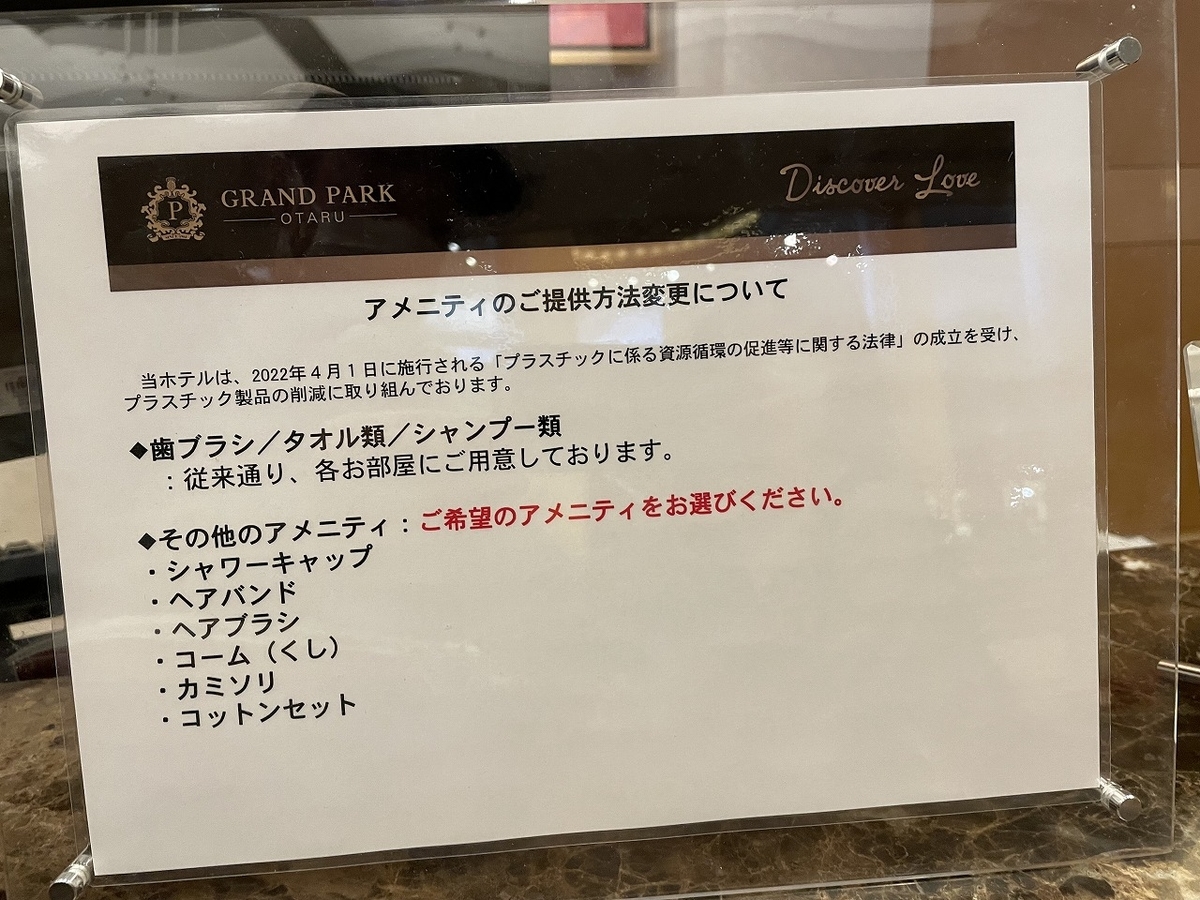 P
GRAND PARK
OTARU
Discover Love
アメニティのご提供方法変更について
当ホテルは、2022年4月1日に施行される「プラスチックに係る資源循環の促進等に関する法律」の成立を受け、
プラスチック製品の削減に取り組んでおります。
◆歯ブラシ／タオル類／シャンプー類
：従来通り、各お部屋にご用意しております。
◆その他のアメニティ：ご希望のアメニティをお選びください。
・シャワーキャップ
・ヘアバンド
・ヘアブラシ
・コーム（くし）
・カミソリ
・コットンセット